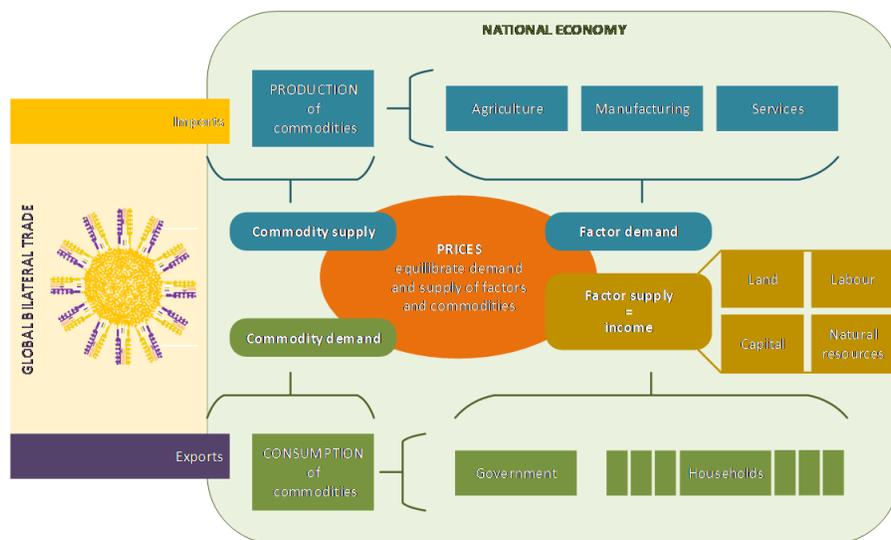 NATIONAL ECONOMY
PRODUCTION
of
commodities
Agriculture
Manufacturing
Services
Imports
GLOBAL BILATERAL TRADE
Commodity supply
Factor demand
PRICES
equilibrate demand
and supply of factors
and commodities
Factor supply
=
income
Land
Labour
Capital
Natural
resources
Commodity demand
Exports
CONSUMPTION
of
commodities
Government
Households